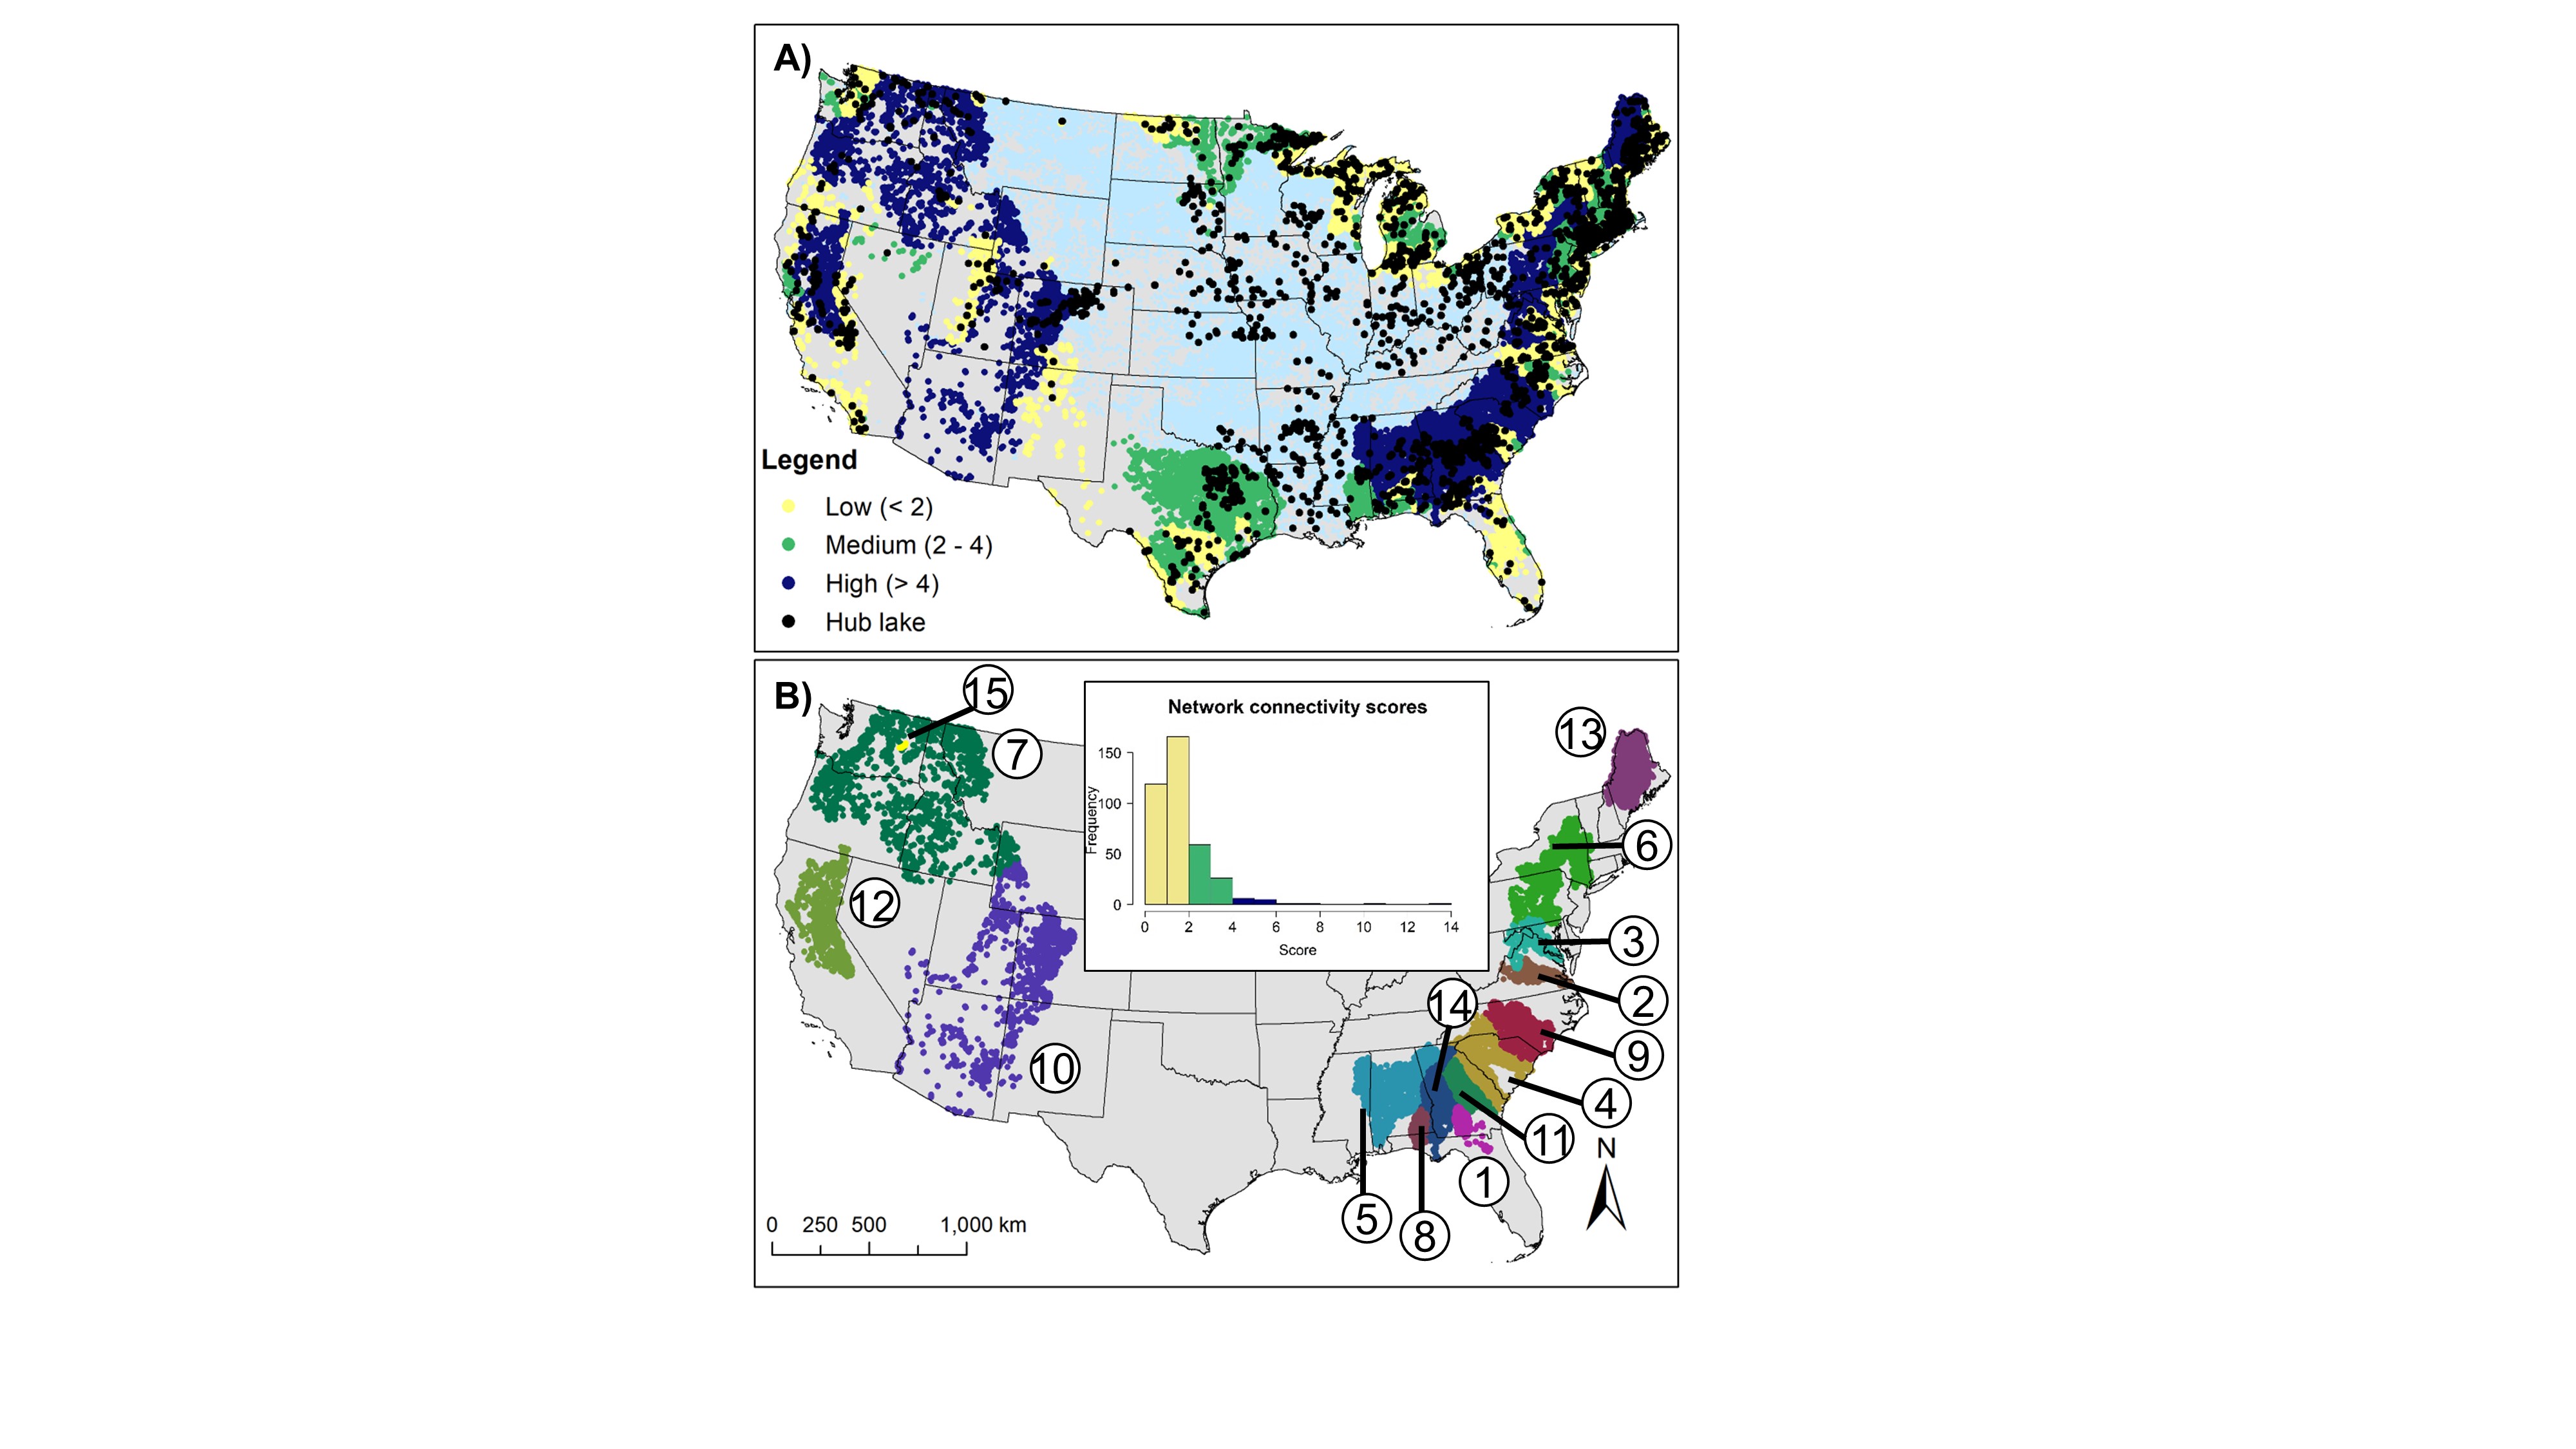 A)
Legend
Low (< 2)
Medium (2 - 4)
High (> 4)
Hub lake
B)
15
7
13
6
12
3
2
14
9
10
4
11
1
5
8
N
Network connectivity scores
Frequency
150
100
50
0
0 2 4 6 8 10 12 14
Score
0 250 500 1,000 km